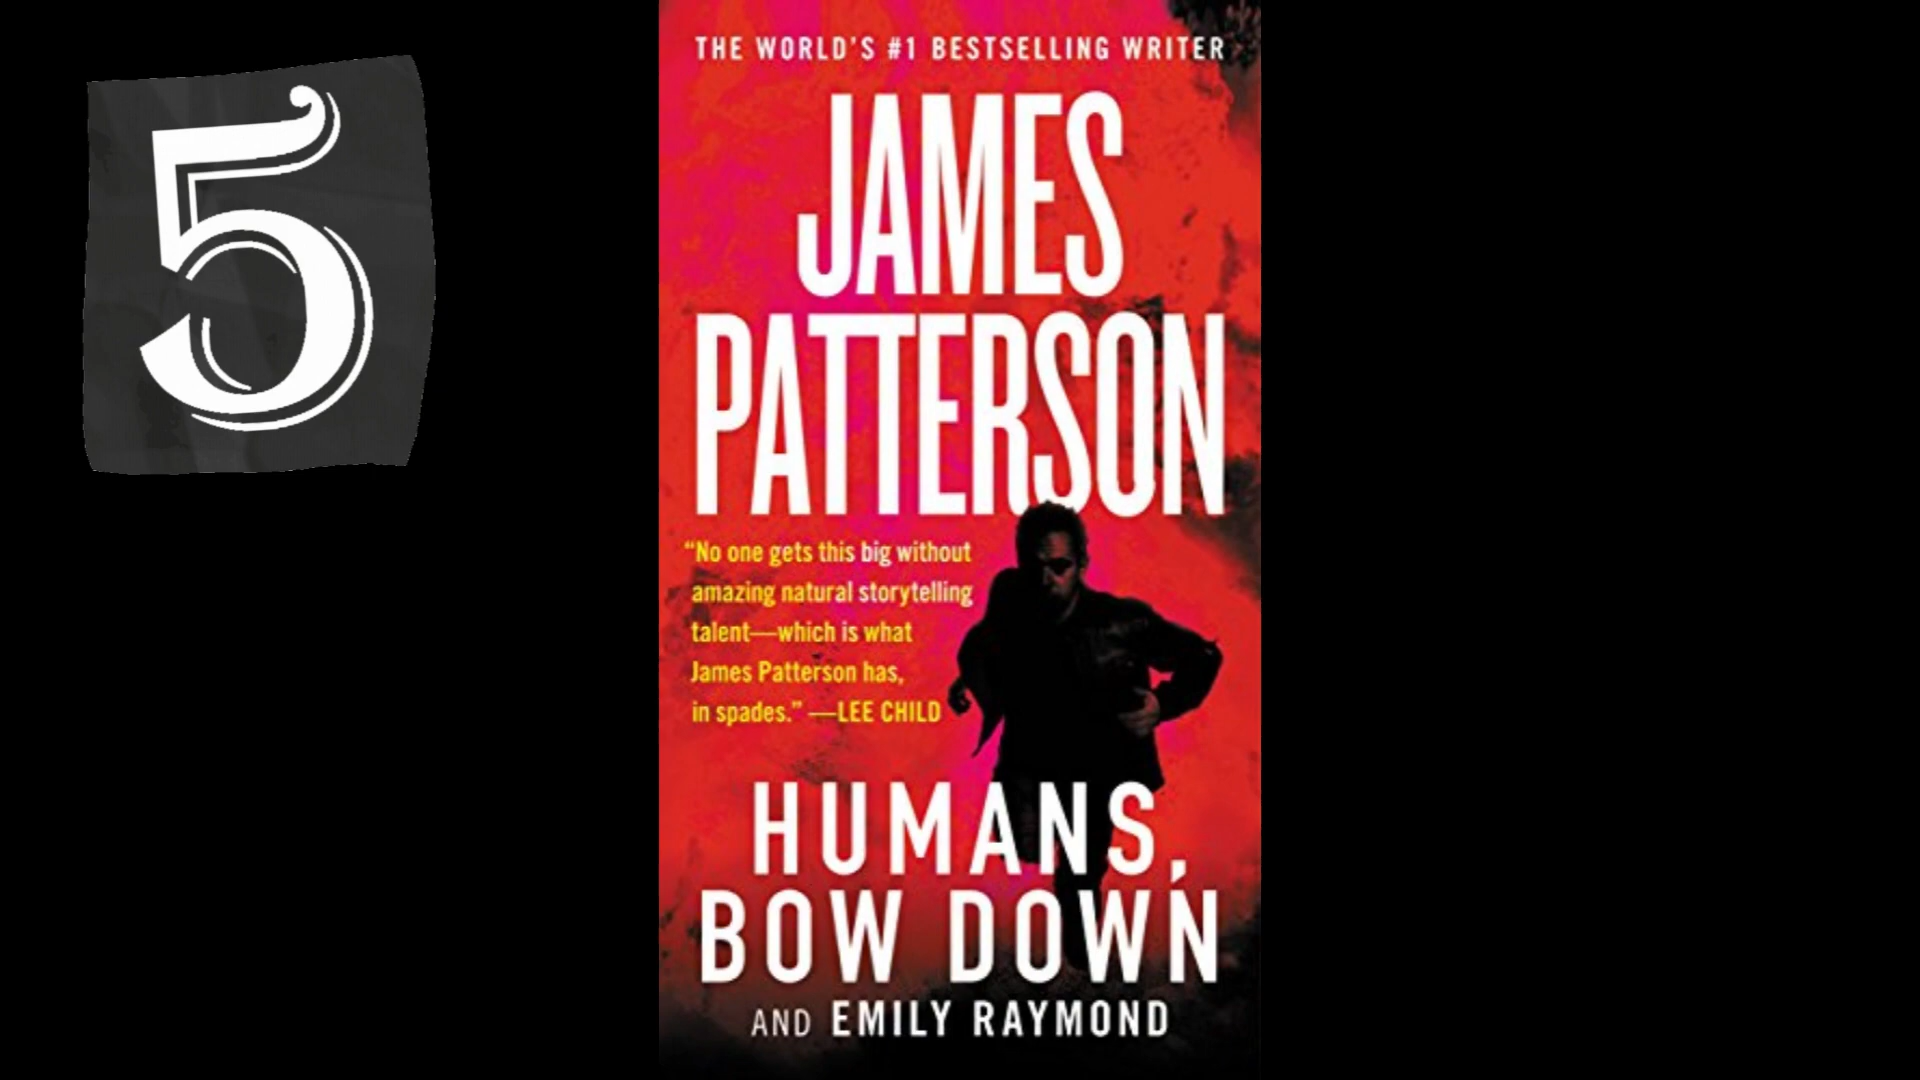 5
THE WORLD'S #1 BESTSELLING WRITER
JAMES
PATTERSON
“No one gets this big without
amazing natural storytelling
talent—which is what
James Patterson has,
in spades.” —LEE CHILD
HUMANS,
BOW DOWN
AND EMILY RAYMOND